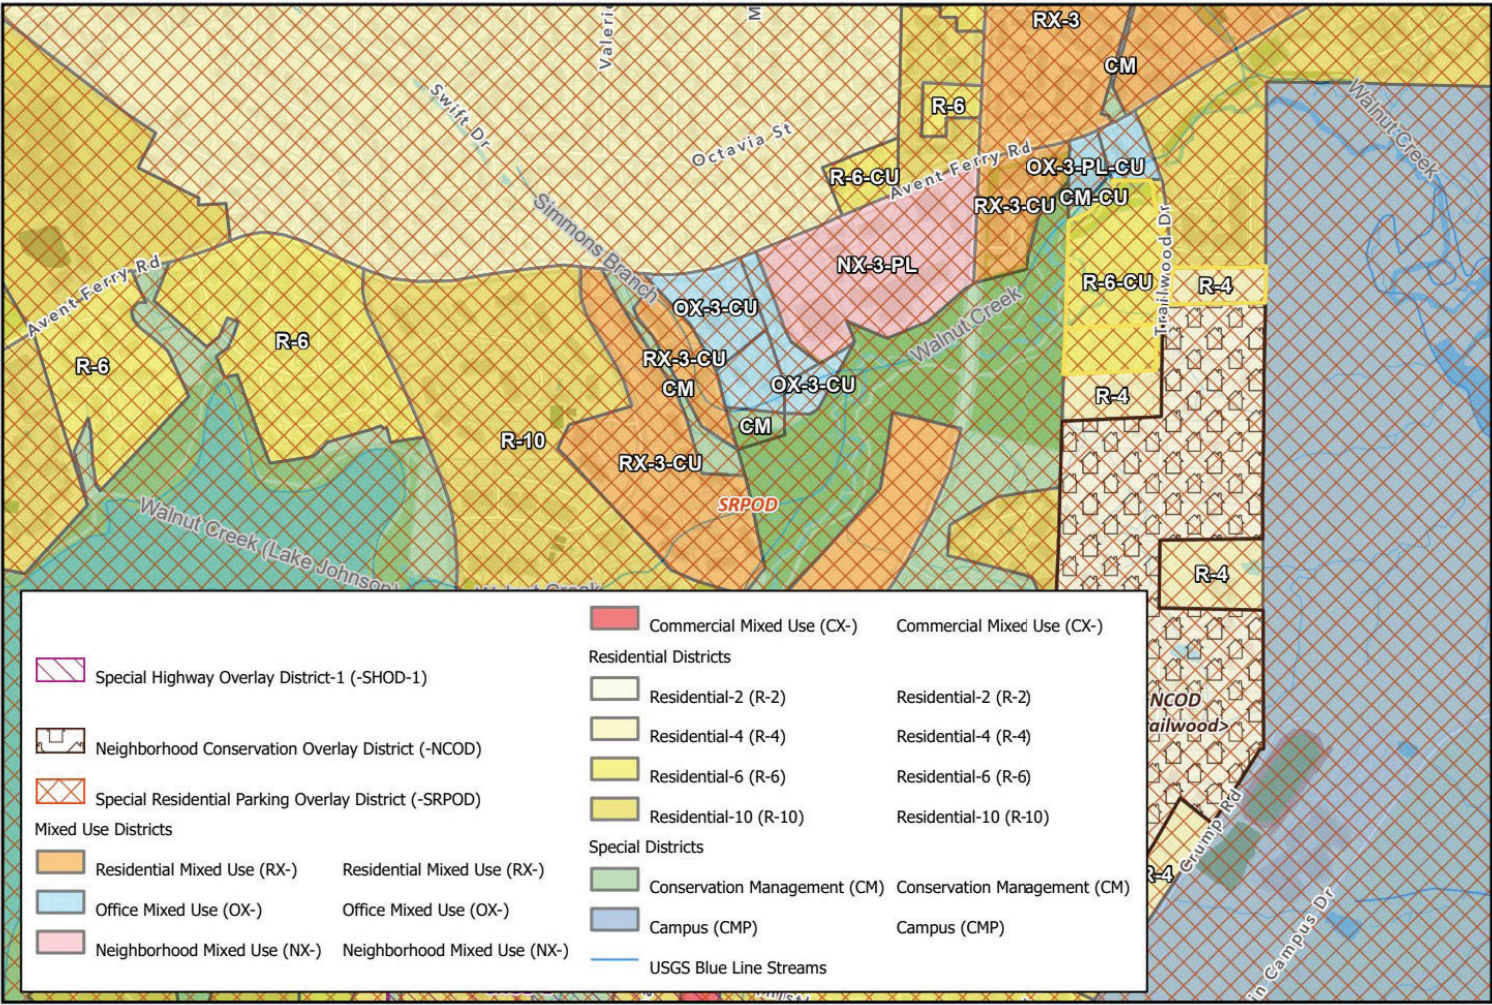 RX-3
Valeri
M
CM
Swift Dr
R-6
Walnut Creek
Octavia St
Avent Ferry Rd
OX-3-PL-CU
R-6-CU
CM-CU
RX-3-CU
Simmons Branch
Trailwood Dr
NX-3-PL
Avent Ferry Rd
R-6-CU
R-4
OX-3-CU
Walnut Creek
R-6
R-6
RX-3-CU
CM
OX-3-CU
R-4
CM
R-10
RX-3-CU
SRPOD
Walnut Creek (Lake Johnson)
Walnut Creek
R-4
NCOD
railwood>
Crump Rd
R-4
in Campus Dr
Special Highway Overlay District-1 (-SHOD-1)
Neighborhood Conservation Overlay District (-NCOD)
Special Residential Parking Overlay District (-SRPOD)
Mixed Use Districts
Residential Mixed Use (RX-) Residential Mixed Use (RX-)
Office Mixed Use (OX-) Office Mixed Use (OX-)
Neighborhood Mixed Use (NX-) Neighborhood Mixed Use (NX-)
Commercial Mixed Use (CX-) Commercial Mixed Use (CX-)
Residential Districts
Residential-2 (R-2) Residential-2 (R-2)
Residential-4 (R-4) Residential-4 (R-4)
Residential-6 (R-6) Residential-6 (R-6)
Residential-10 (R-10) Residential-10 (R-10)
Special Districts
Conservation Management (CM) Conservation Management (CM)
Campus (CMP) Campus (CMP)
USGS Blue Line Streams